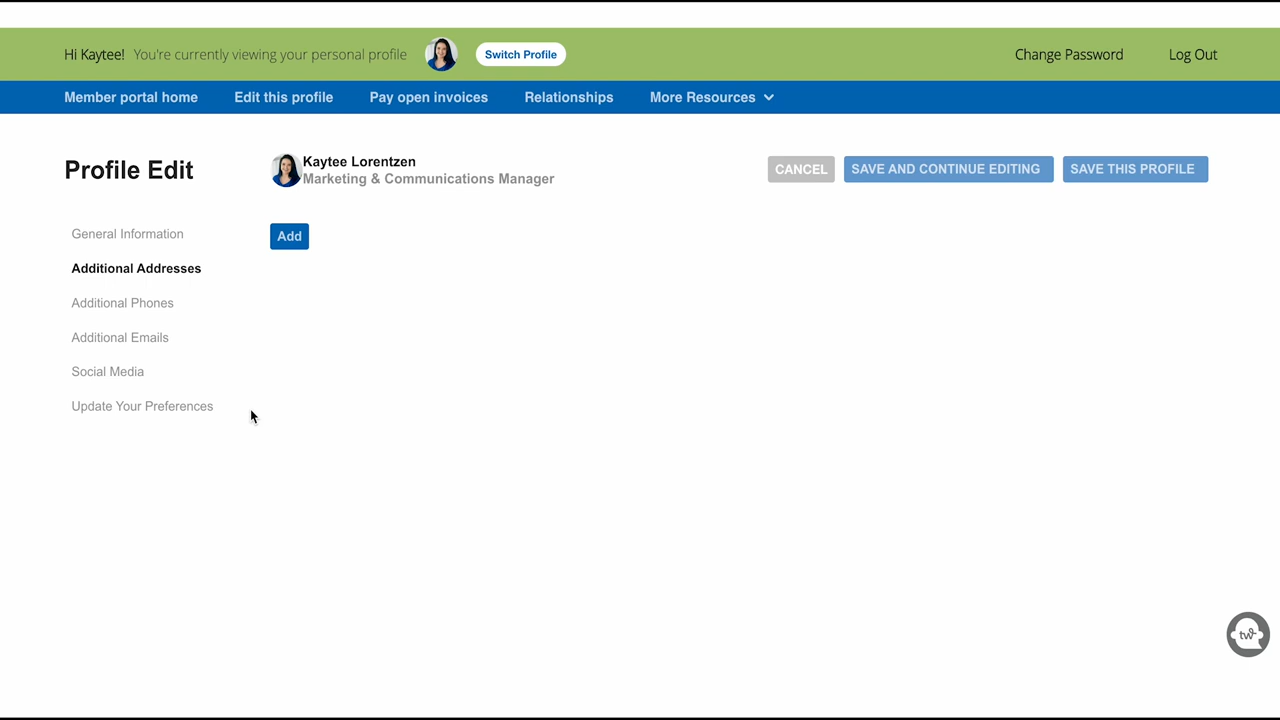 Hi Kaytee! You're currently viewing your personal profile Switch Profile Change Password Log Out
Member portal home Edit this profile Pay open invoices Relationships More Resources
Profile Edit
Kaytee Lorentzen
Marketing & Communications Manager
CANCEL SAVE AND CONTINUE EDITING SAVE THIS PROFILE
General Information
Additional Addresses
Additional Phones
Additional Emails
Social Media
Update Your Preferences
Add
tw